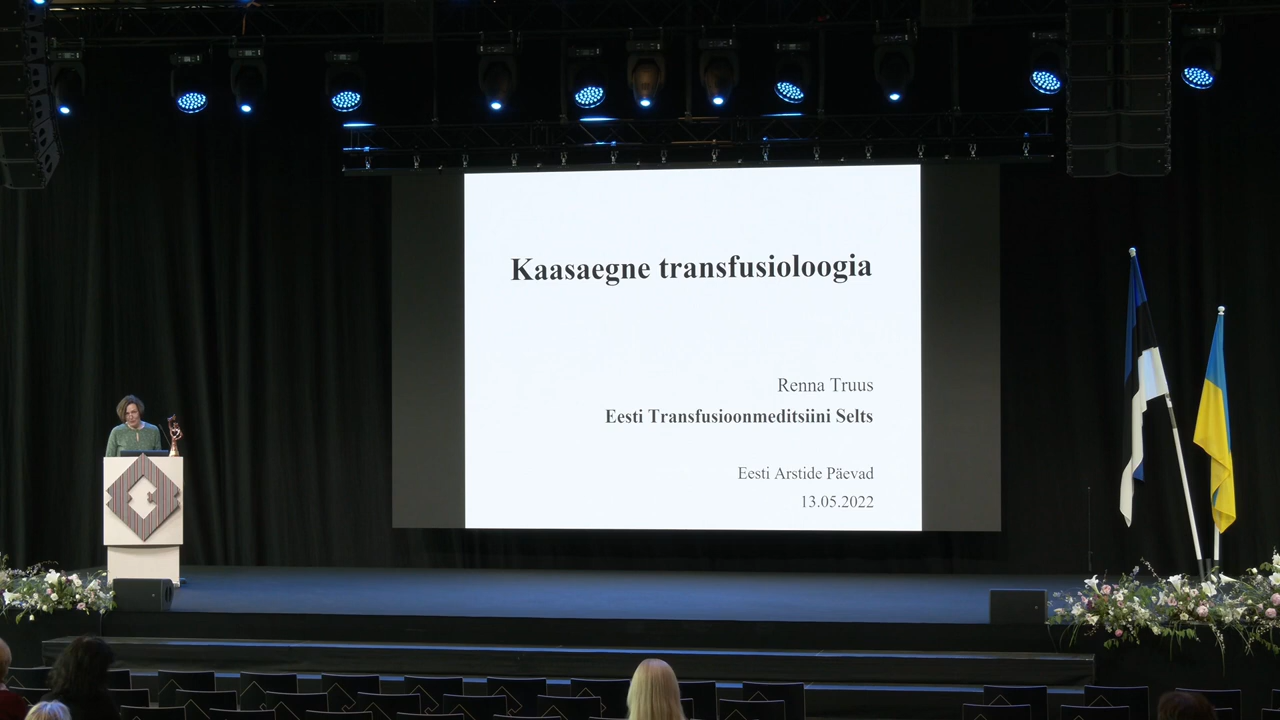 Kaasaegne transfusioloogia
Renna Truus
Eesti Transfusioonmeditsiini Selts
Eesti Arstide Päevad
13.05.2022